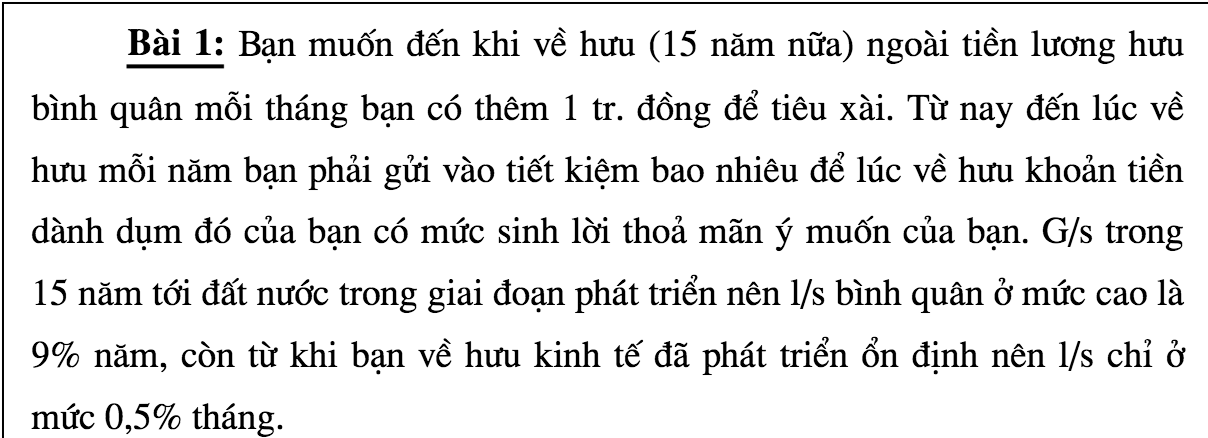 Bài 1: Bạn muốn đến khi về hưu (15 năm nữa) ngoài tiền lương hưu
bình quân mỗi tháng bạn có thêm 1 tr. đồng để tiêu xài. Từ nay đến lúc về
hưu mỗi năm bạn phải gửi vào tiết kiệm bao nhiêu để lúc về hưu khoản tiền
dành dụm đó của bạn có mức sinh lời thoả mãn ý muốn của bạn. G/s trong
15 năm tới đất nước trong giai đoạn phát triển nên l/s bình quân ở mức cao là
9% năm, còn từ khi bạn về hưu kinh tế đã phát triển ổn định nên l/s chỉ ở
mức 0,5% tháng.